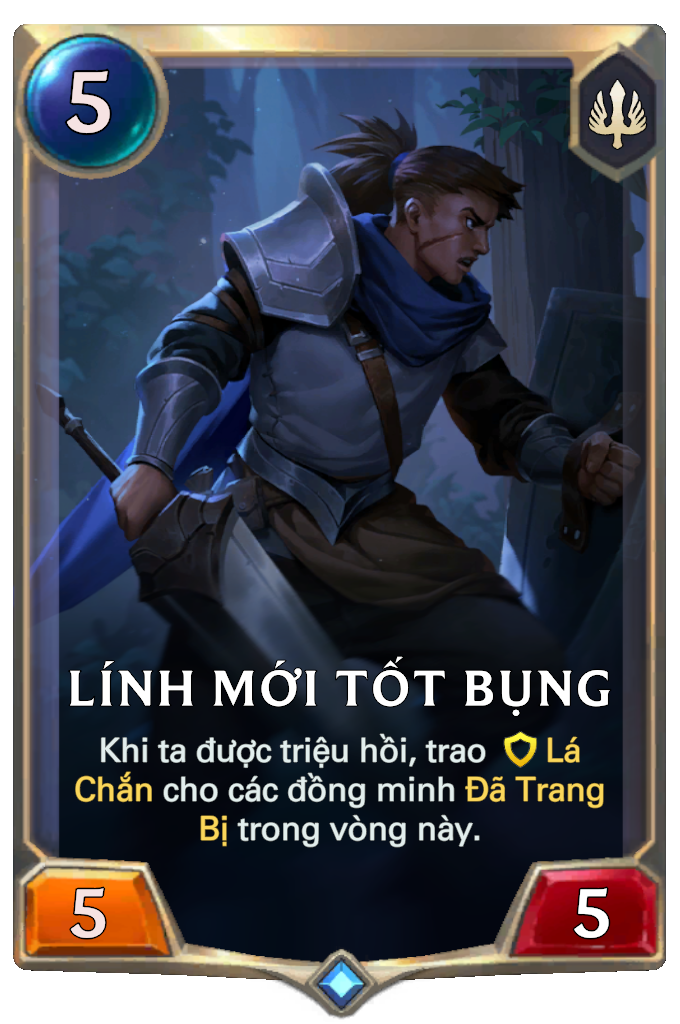 5
LÍNH MỚI TỐT BỤNG
Khi ta được triệu hồi, trao Lá
Chắn cho các đồng minh Đã Trang
Bị trong vòng này.
5
5